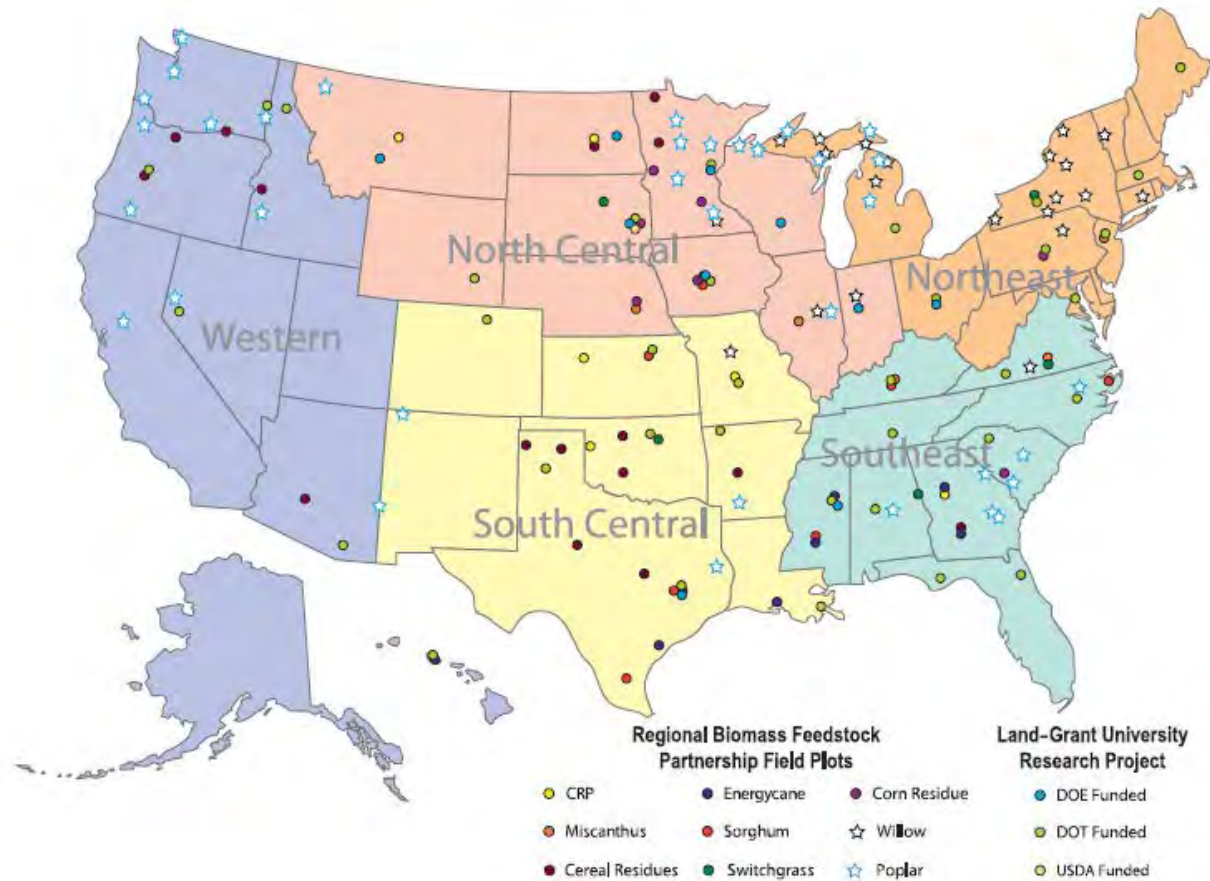 North Central
Northeast
Western
Southeast
South Central
Regional Biomass Feedstock
Partnership Field Plots
CRP
Energycane
Corn Residue
Miscanthus
Sorghum
Willow
Cereal Residues
Switchgrass
Poplar
Land-Grant University
Research Project
DOE Funded
DOT Funded
USDA Funded